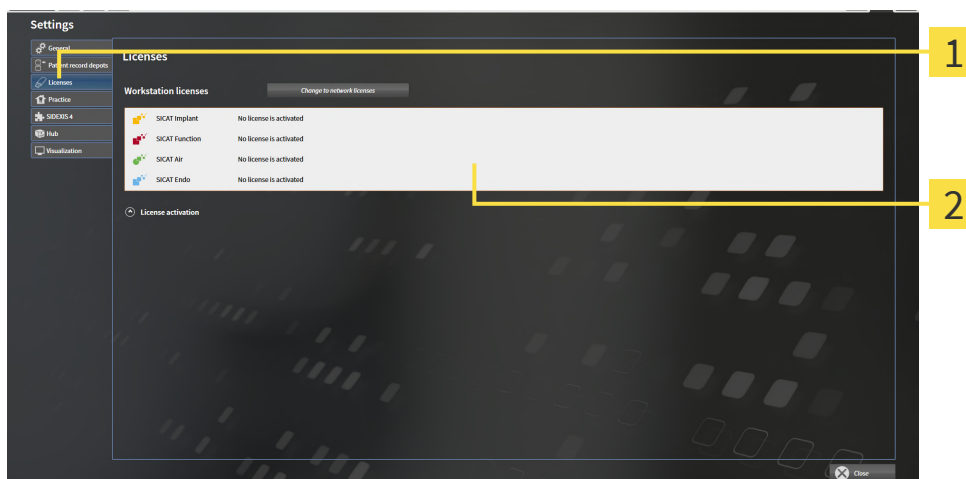 Settings
General
Patient record depots
Licenses
Practice
SIDEXIS 4
Hub
Visualization
Licenses
Workstation licenses
Change to network licenses
SICAT Implant No license is activated
SICAT Function No license is activated
SICAT Air No license is activated
SICAT Endo No license is activated
License activation
Close
1
2